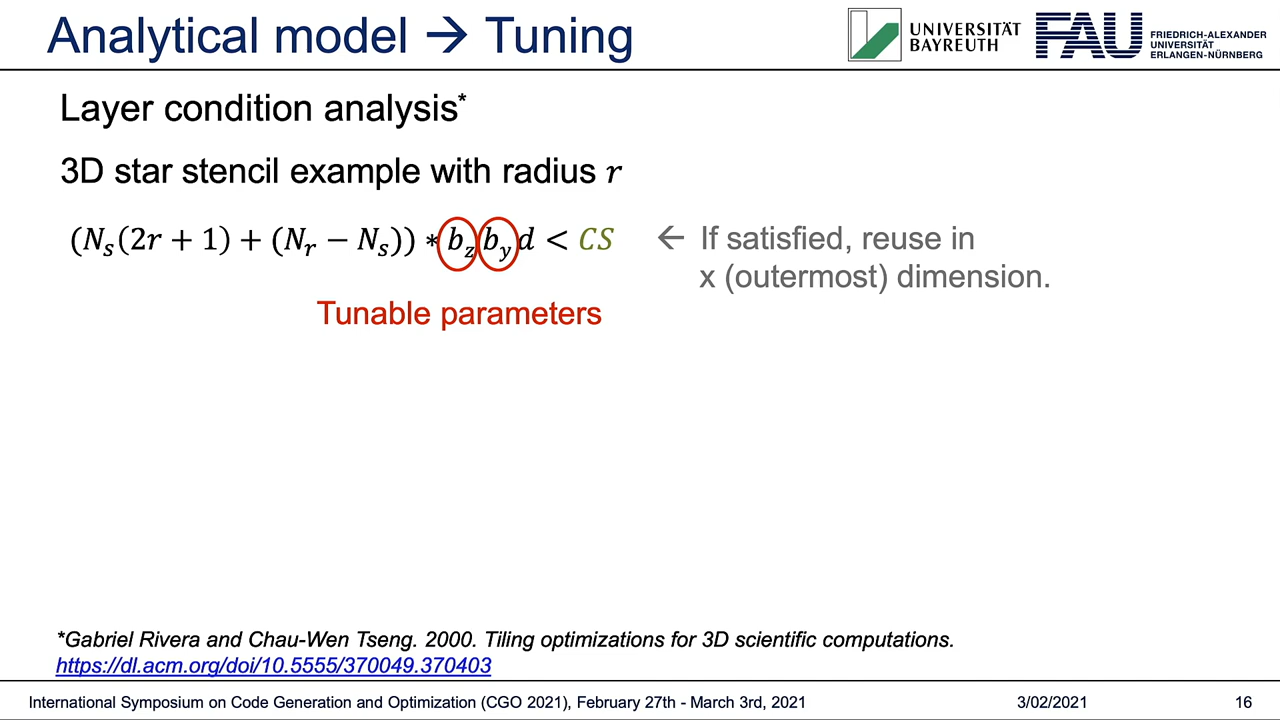 Analytical model → Tuning
UNIVERSITÄT
BAYREUTH
FAU
FRIEDRICH-ALEXANDER
UNIVERSITÄT
ERLANGEN-NÜRNBERG
Layer condition analysis*
3D star stencil example with radius r
(N_s(2r + 1) + (N_r − N_s)) ∗ b_z b_y d < CS
← If satisfied, reuse in
x (outermost) dimension.
Tunable parameters
*Gabriel Rivera and Chau-Wen Tseng. 2000. Tiling optimizations for 3D scientific computations.
https://dl.acm.org/doi/10.5555/370049.370403
International Symposium on Code Generation and Optimization (CGO 2021), February 27th - March 3rd, 2021
3/02/2021
16